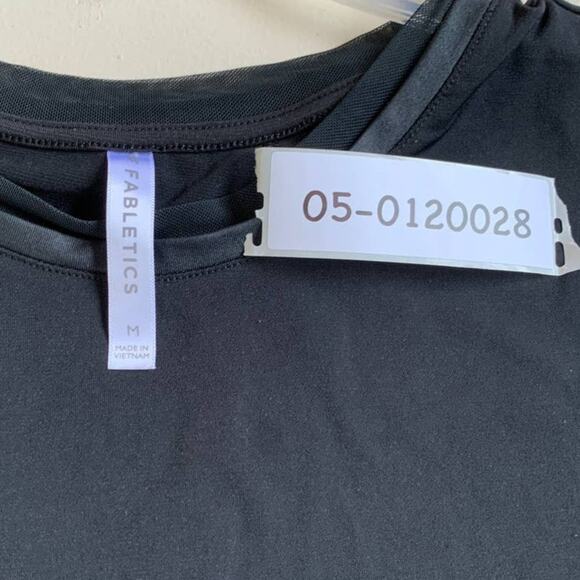 FABLETICS
M
MADE IN
VIETNAM
05-0120028